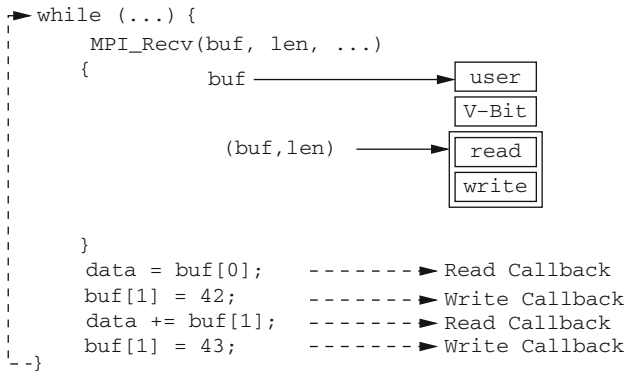 while (...) {
MPI_Recv(buf, len, ...)
{
buf
user
V-Bit
(buf,len)
read
write
}
data = buf[0];
Read Callback
buf[1] = 42;
Write Callback
data += buf[1];
Read Callback
buf[1] = 43;
Write Callback
}